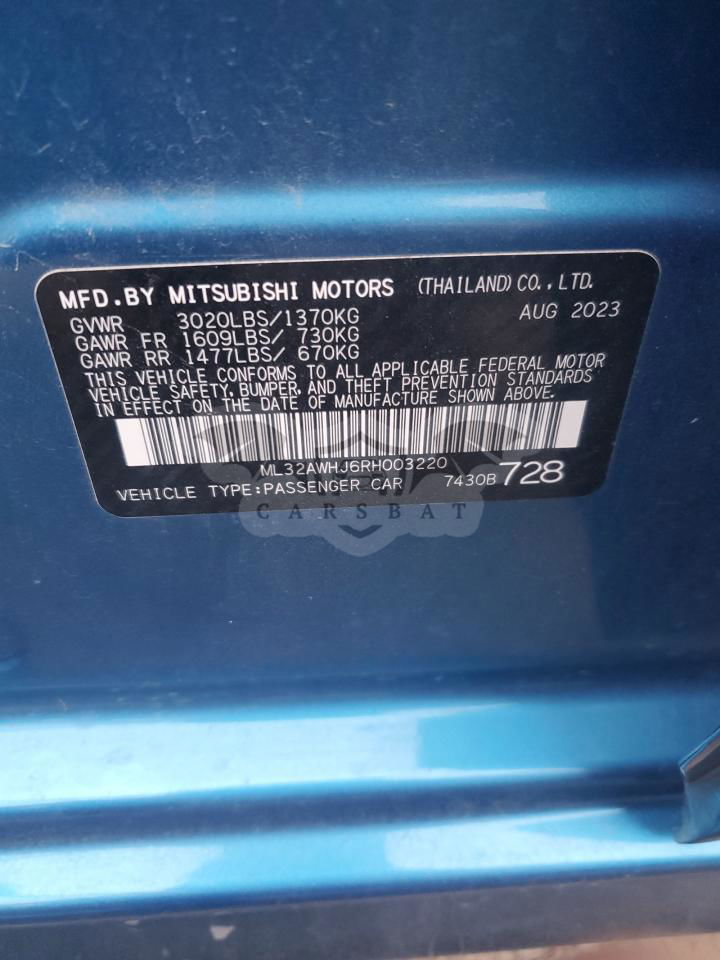 MFD.BY MITSUBISHI MOTORS (THAILAND) CO.,LTD.
GVWR 3020LBS/1370KG AUG 2023
GAWR FR 1609LBS/ 730KG
GAWR RR 1477LBS/ 670KG
THIS VEHICLE CONFORMS TO ALL APPLICABLE FEDERAL MOTOR
VEHICLE SAFETY, BUMPER, AND THEFT PREVENTION STANDARDS
IN EFFECT ON THE DATE OF MANUFACTURE SHOWN ABOVE.
ML32AWHJ6RH003220
VEHICLE TYPE:PASSENGER CAR 7430B 728
CARSBAT